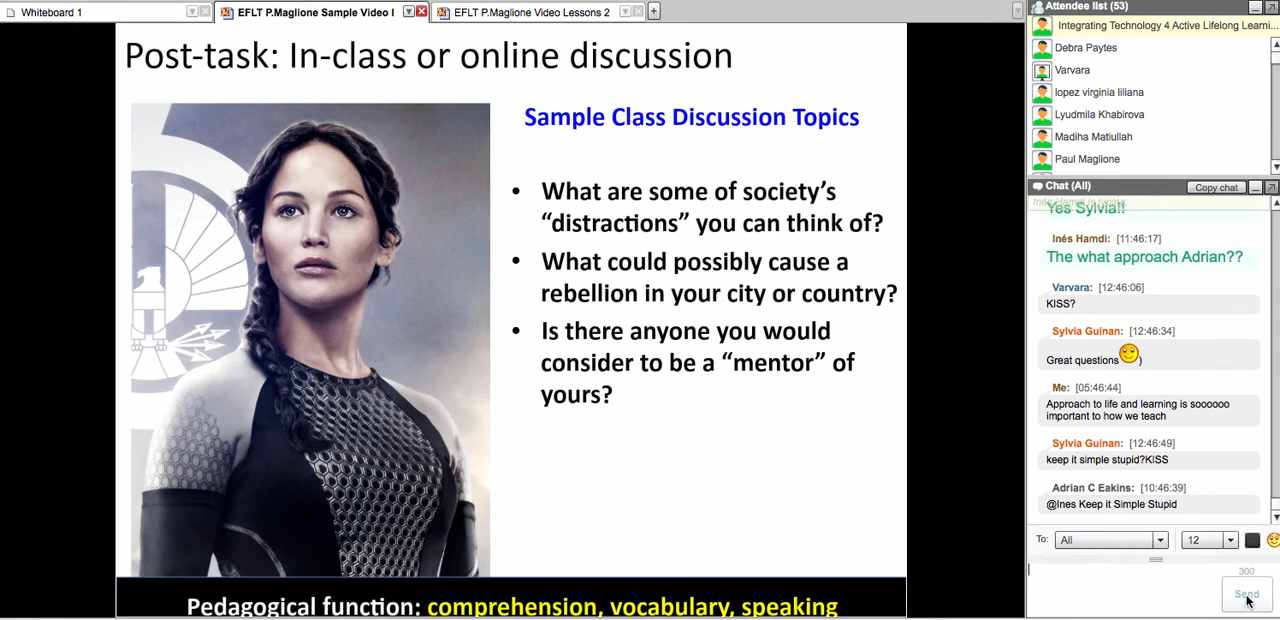 Whiteboard 1
EFLT P.Maglione Sample Video l
EFLT P.Maglione Video Lessons 2
Post-task: In-class or online discussion
Sample Class Discussion Topics
• What are some of society’s
“distractions” you can think of?
• What could possibly cause a
rebellion in your city or country?
• Is there anyone you would
consider to be a “mentor” of
yours?
Pedagogical function: comprehension, vocabulary, speaking
Attendee list (53)
Integrating Technology 4 Active Lifelong Learni...
Debra Paytes
Varvara
lopez virginia liliana
Lyudmila Khabirova
Madiha Matiullah
Paul Maglione
Chat (All)
Copy chat
Inés Hamdi is typing
Yes Sylvia!!
Inés Hamdi: [11:46:17]
The what approach Adrian??
Varvara: [12:46:06]
KISS?
Sylvia Guinan: [12:46:34]
Great questions )
Me: [05:46:44]
Approach to life and learning is soooooo
important to how we teach
Sylvia Guinan: [12:46:49]
keep it simple stupid?KISS
Adrian C Eakins: [10:46:39]
@Ines Keep it Simple Stupid
To: All 12
300
Send